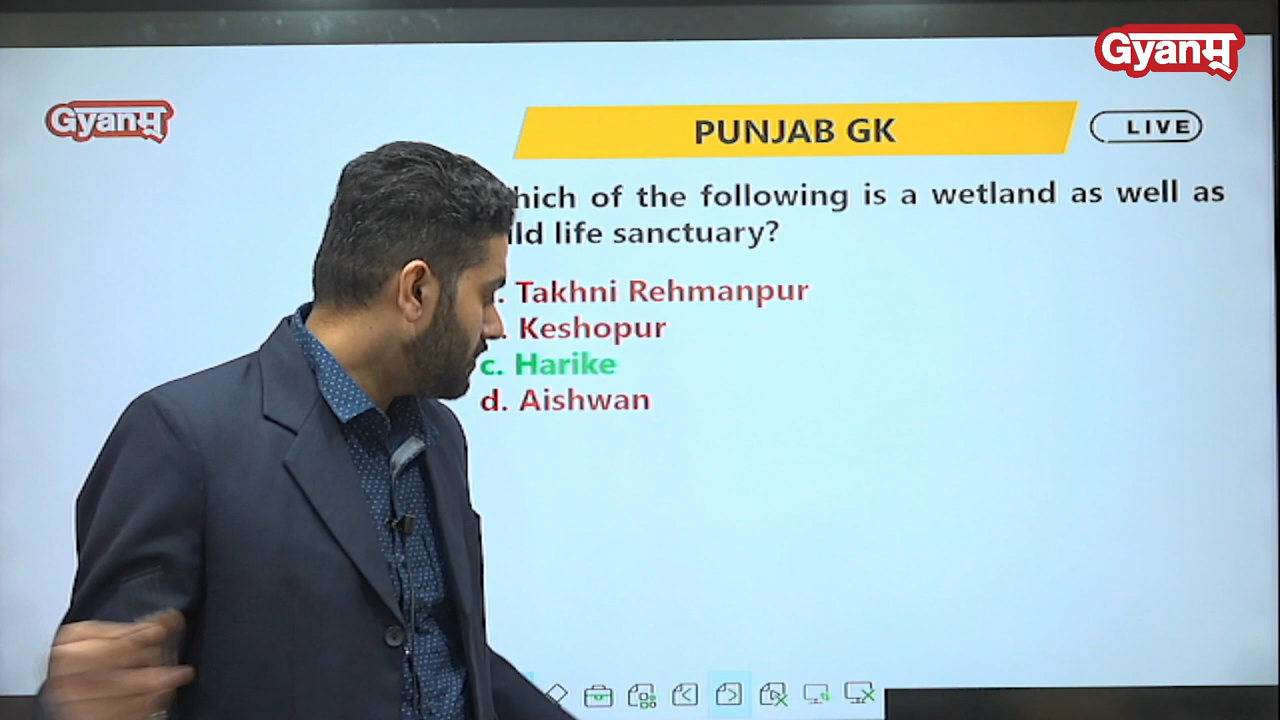 Gyanम्
Gyanम्
PUNJAB GK
LIVE
hich of the following is a wetland as well as
ild life sanctuary?
. Takhni Rehmanpur
. Keshopur
c. Harike
d. Aishwan